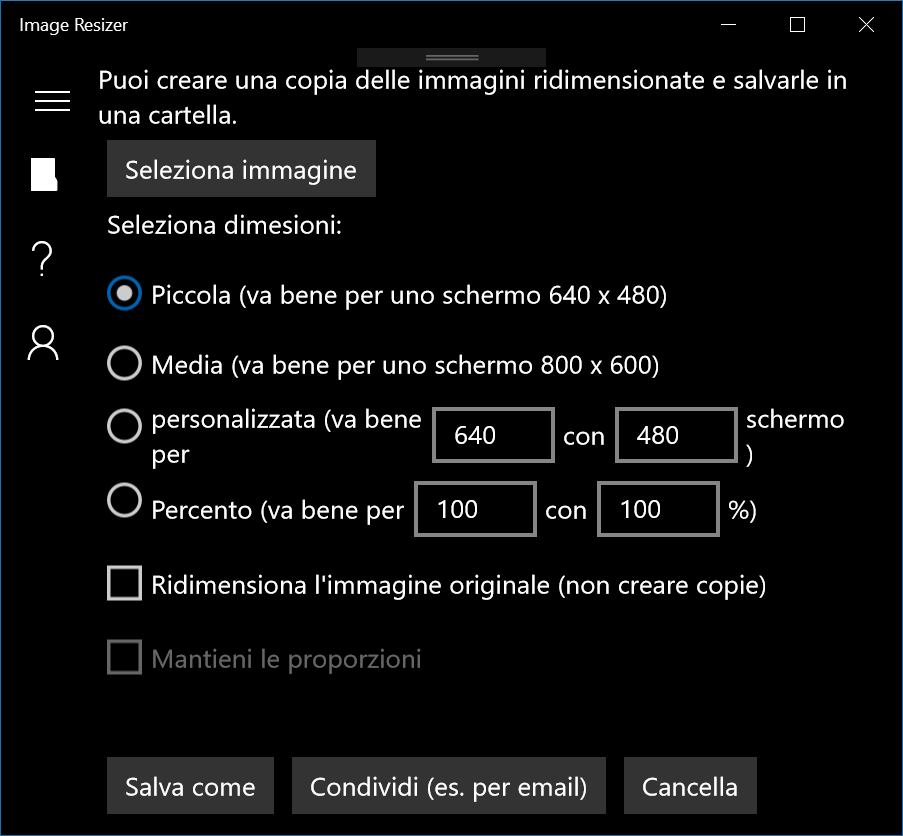 Image Resizer
Puoi creare una copia delle immagini ridimensionate e salvarle in
una cartella.
Seleziona immagine
Seleziona dimesioni:
Piccola (va bene per uno schermo 640 x 480)
Media (va bene per uno schermo 800 x 600)
personalizzata (va bene per 640 con 480 schermo )
Percento (va bene per 100 con 100 %)
Ridimensiona l'immagine originale (non creare copie)
Mantieni le proporzioni
Salva come Condividi (es. per email) Cancella